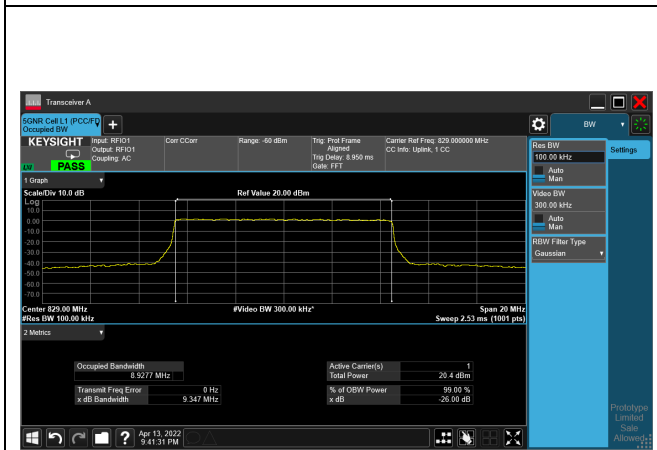 Transceiver A
5GNR Cell L1 (PCC/FD
Occupied BW
BW
KEYSIGHT
Input: RFIO1
Output: RFIO1
Coupling: AC
Corr CCorr
Range: -60 dBm
Trig: Prot Frame
Aligned
Trig Delay: 8.950 ms
Gate: FFT
Carrier Ref Freq: 829.000000 MHz
CC Info: Uplink, 1 CC
PASS
Res BW
100.00 kHz
Auto
Man
Settings
Video BW
300.00 kHz
Auto
Man
RBW Filter Type
Gaussian
1 Graph
Scale/Div 10.0 dB
Ref Value 20.00 dBm
Log
10.0
0.00
-10.0
-20.0
-30.0
-40.0
-50.0
-60.0
-70.0
Center 829.00 MHz
#Video BW 300.00 kHz*
Span 20 MHz
#Res BW 100.00 kHz
Sweep 2.53 ms (1001 pts)
2 Metrics
Occupied Bandwidth
8.9277 MHz
Active Carrier(s) 1
Total Power 20.4 dBm
Transmit Freq Error 0 Hz
x dB Bandwidth 9.347 MHz
% of OBW Power 99.00 %
x dB -26.00 dB
Prototype
Limited
Sale
Allowed
?
Apr 13, 2022
9:41:31 PM